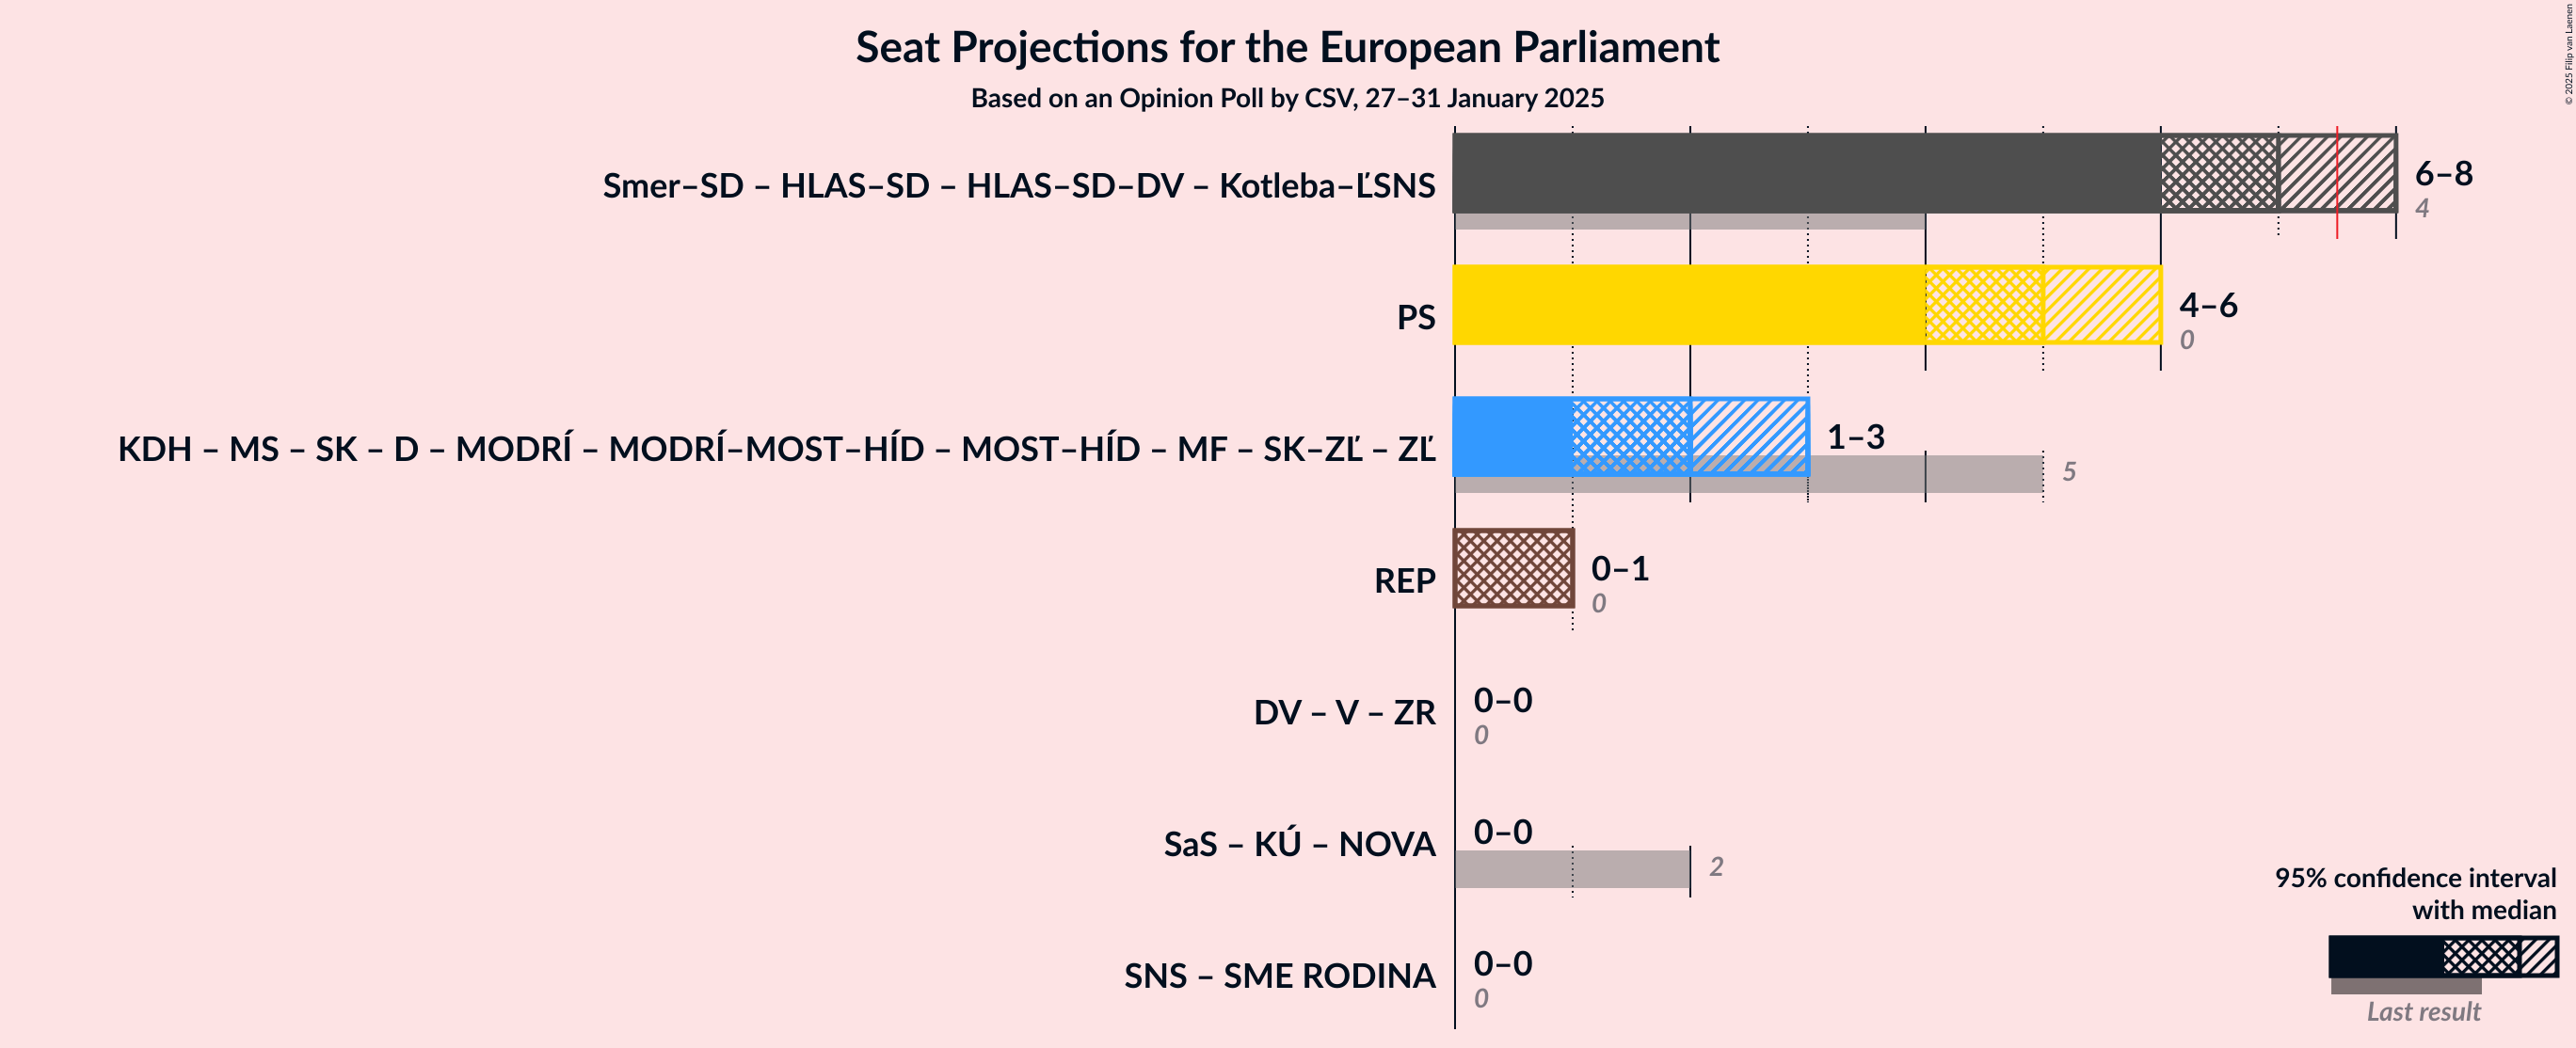 Seat Projections for the European Parliament
Based on an Opinion Poll by CSV, 27–31 January 2025
© 2025 Filip van Laenen
Smer–SD – HLAS–SD – HLAS–SD–DV – Kotleba–ĽSNS
6–8
4
PS
4–6
0
KDH – MS – SK – D – MODRÍ – MODRÍ–MOST–HÍD – MOST–HÍD – MF – SK–ZĽ – ZĽ
1–3
5
REP
0–1
0
DV – V – ZR
0–0
0
SaS – KÚ – NOVA
0–0
2
SNS – SME RODINA
0–0
0
95% confidence interval
with median
Last result